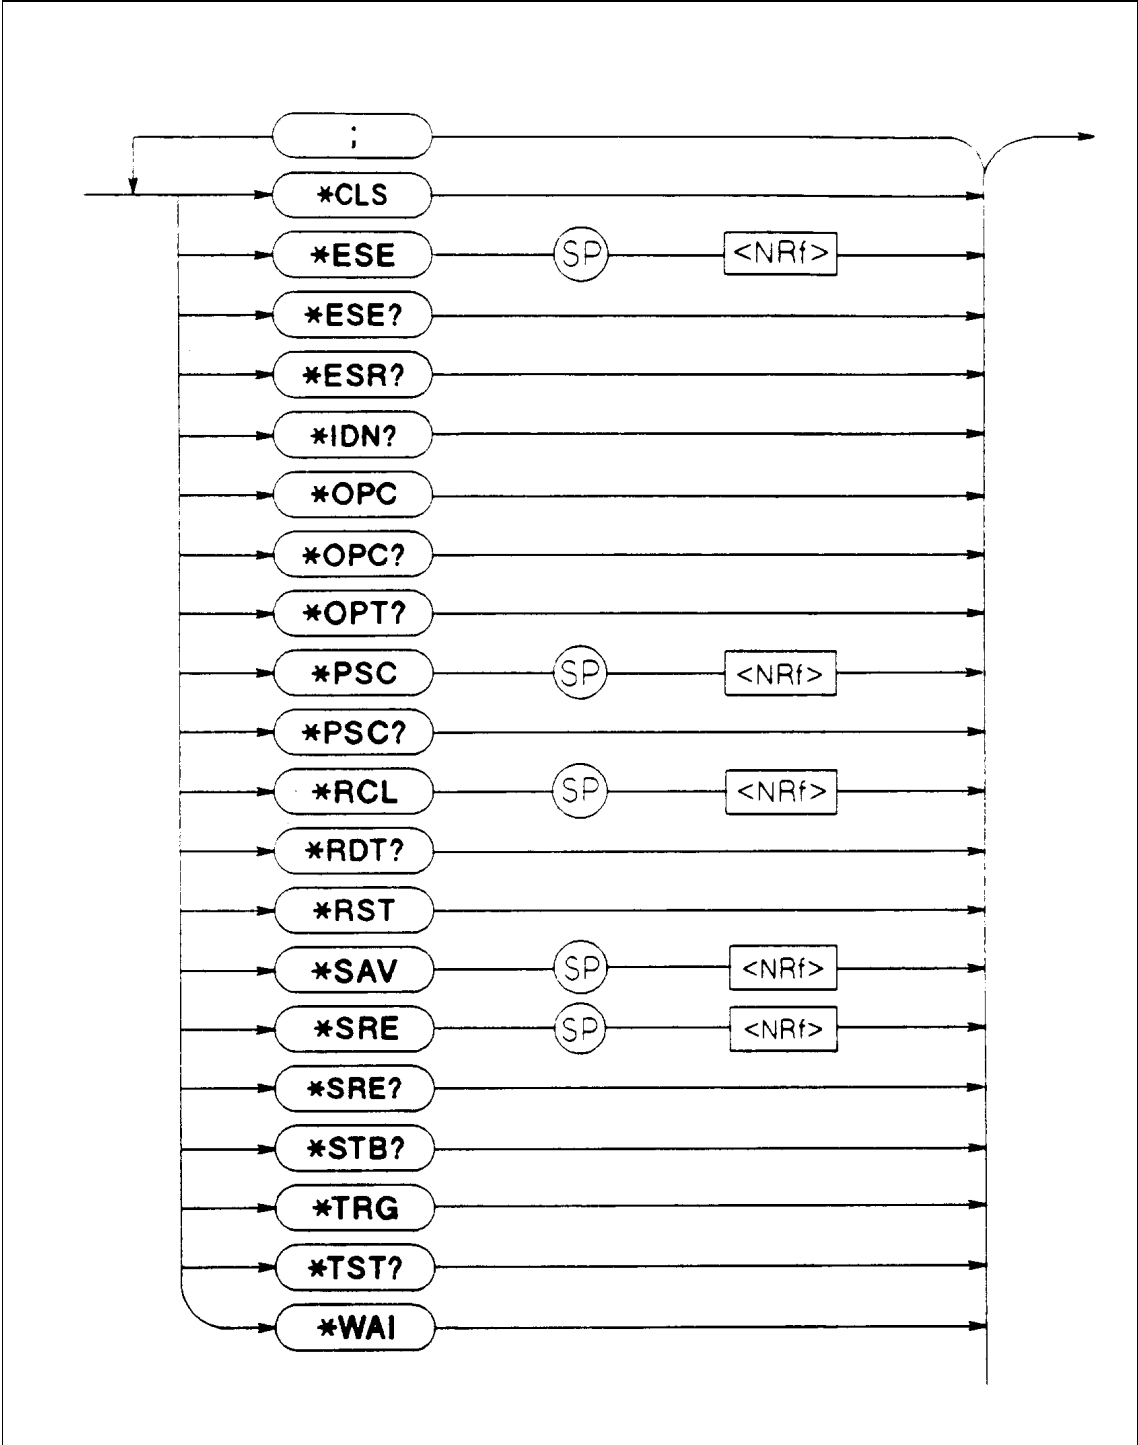 ;
*CLS
*ESE SP <NRf>
*ESE?
*ESR?
*IDN?
*OPC
*OPC?
*OPT?
*PSC SP <NRf>
*PSC?
*RCL SP <NRf>
*RDT?
*RST
*SAV SP <NRf>
*SRE SP <NRf>
*SRE?
*STB?
*TRG
*TST?
*WAI